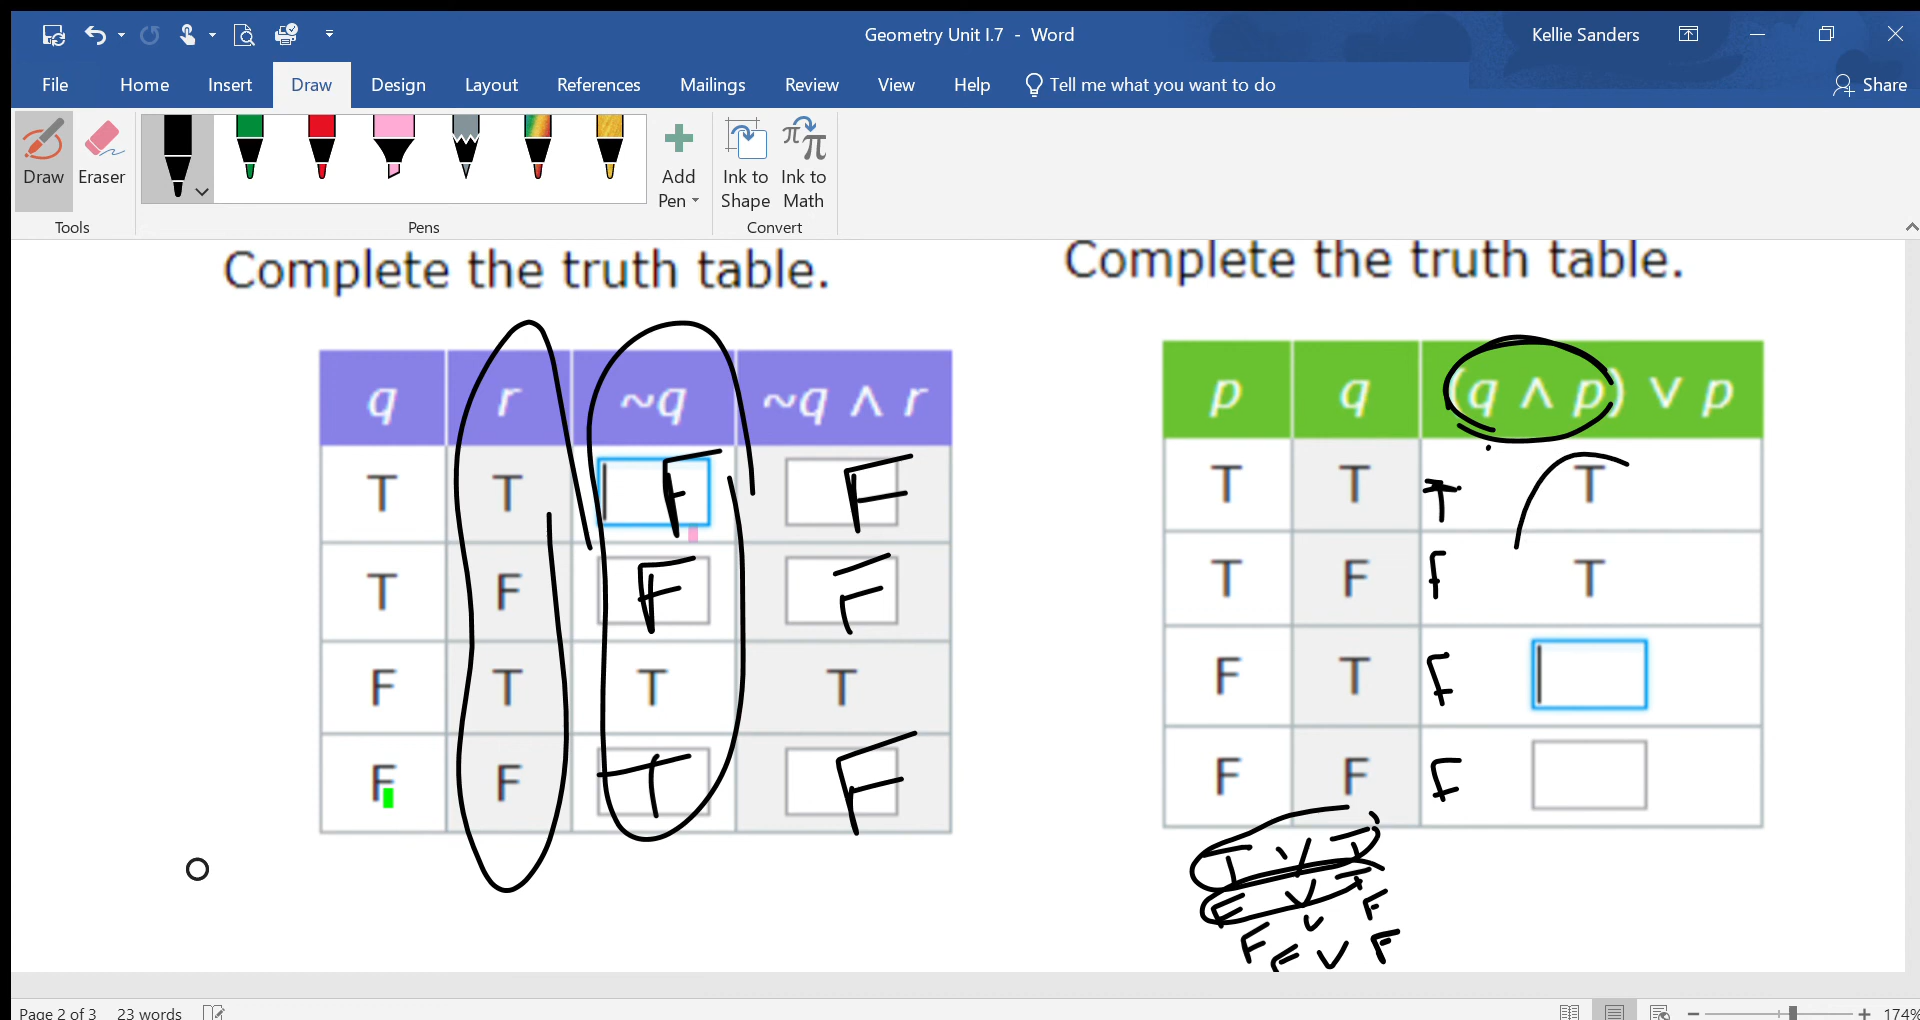 Geometry Unit I.7 - Word
Kellie Sanders
File Home Insert Draw Design Layout References Mailings Review View Help Tell me what you want to do Share
Draw Eraser Add Pen Ink to Shape Ink to Math
Tools Pens Convert
Complete the truth table.
q r ~q ~q ∧ r
T T F F
T F F F
F T T T
F F T F
Complete the truth table.
p q (q ∧ p) ∨ p
T T T T
T F F T
F T F
F F F
T ∨ T
F ∨ T
F ∨ F
F ∨ F
Page 2 of 3 23 words 174%